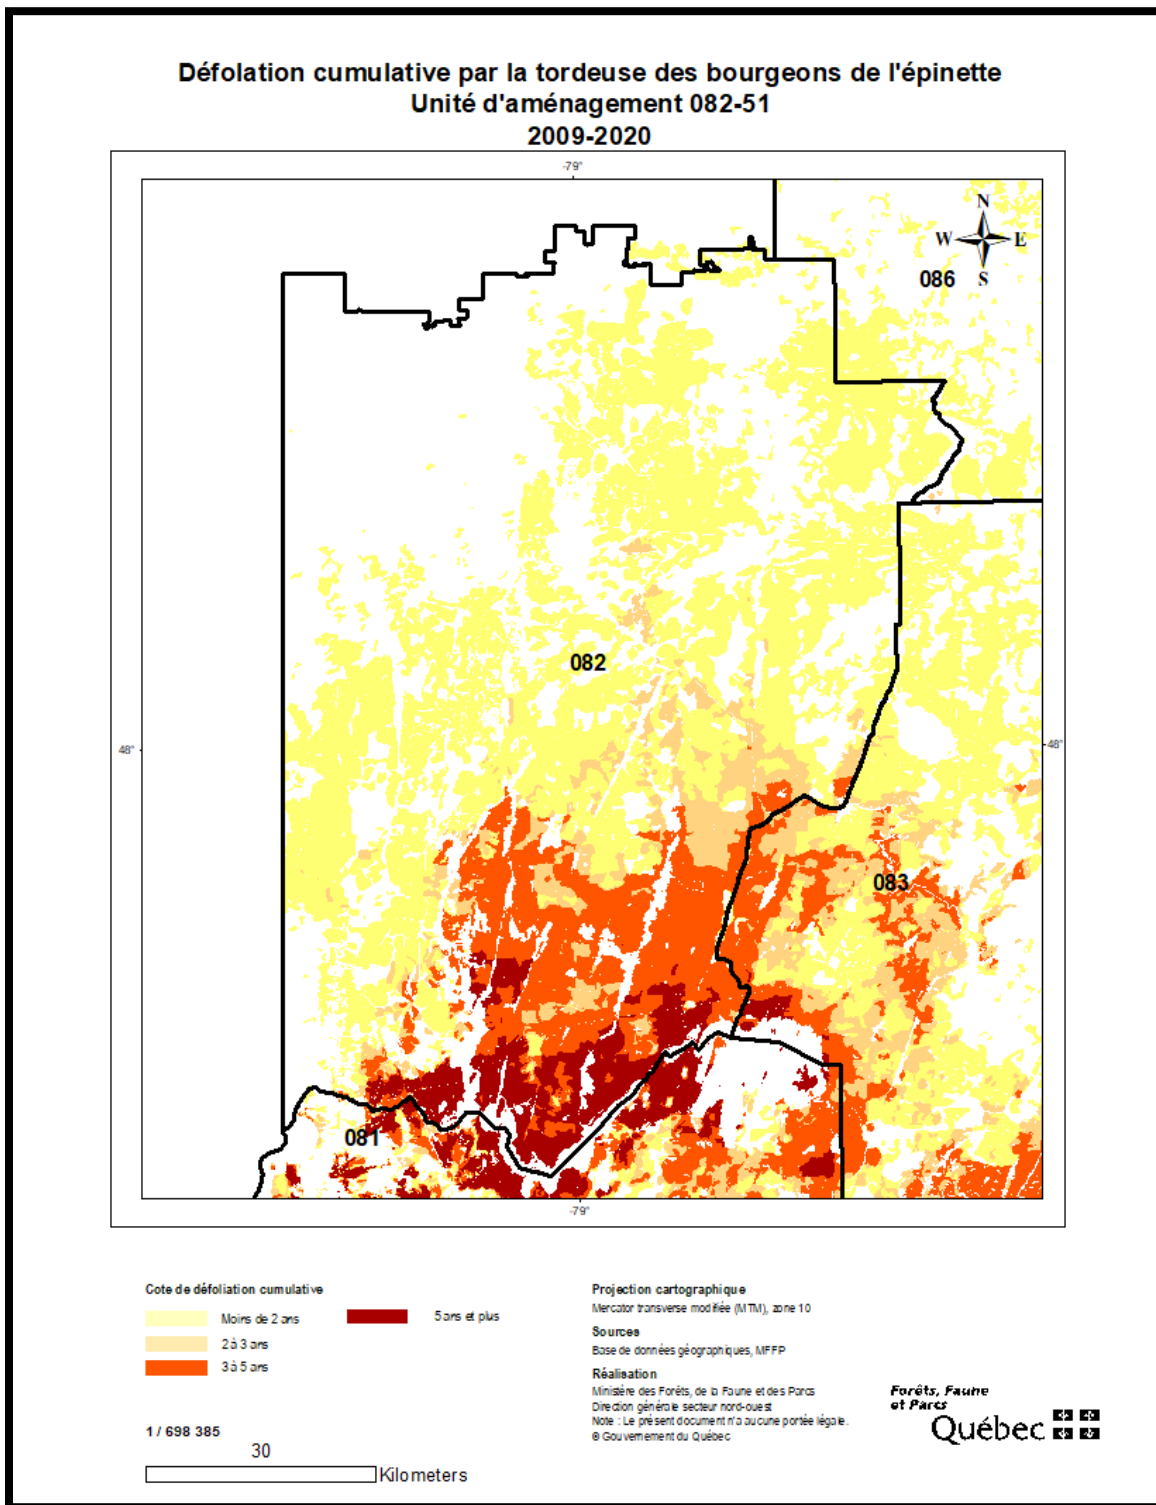 Défolation cumulative par la tordeuse des bourgeons de l'épinette
Unité d'aménagement 082-51
2009-2020
-79°
N
W E
S
086
082
48°
48°
083
081
-79°
Cote de défoliation cumulative
Moins de 2 ans
5 ans et plus
2 à 3 ans
3 à 5 ans
1 / 698 385
30
Kilometers
Projection cartographique
Mercator transverse modifiée (MTM), zone 10
Sources
Base de données géographiques, MFFP
Réalisation
Ministère des Forêts, de la Faune et des Parcs
Direction générale secteur nord-ouest
Note : Le présent document n'a aucune portée légale.
© Gouvernement du Québec
Forêts, Faune
et Parcs
Québec